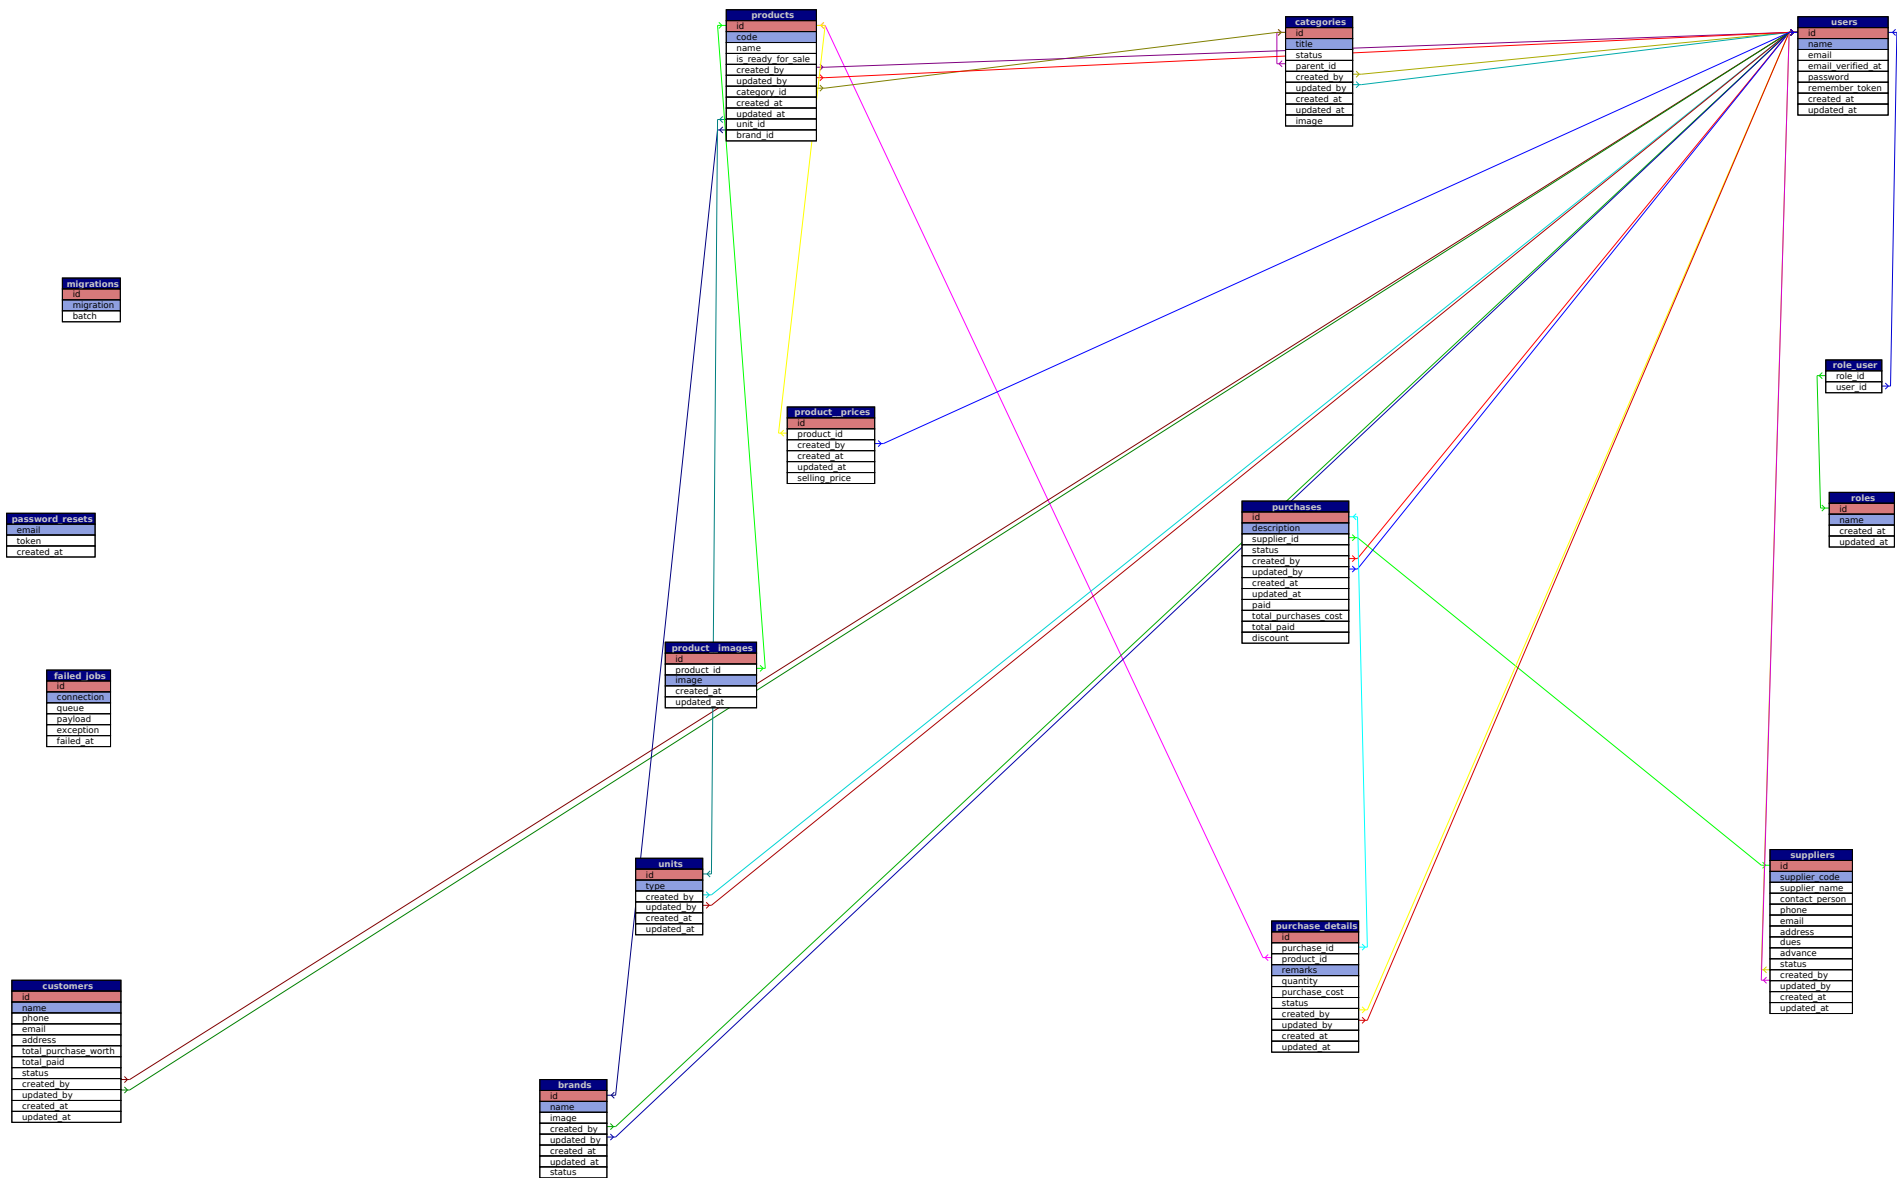 products
id
code
name
is_ready_for_sale
created_by
updated_by
category_id
created_at
updated_at
unit_id
brand_id
categories
id
title
status
parent_id
created_by
updated_by
created_at
updated_at
image
users
id
name
email
email_verified_at
password
remember_token
created_at
updated_at
migrations
id
migration
batch
role_user
role_id
user_id
product__prices
id
product_id
created_by
created_at
updated_at
selling_price
roles
id
name
created_at
updated_at
purchases
id
description
supplier_id
status
created_by
updated_by
created_at
updated_at
paid
total_purchases_cost
total_paid
discount
password_resets
email
token
created_at
product__images
id
product_id
image
created_at
updated_at
failed_jobs
id
connection
queue
payload
exception
failed_at
suppliers
id
supplier_code
supplier_name
contact_person
phone
email
address
dues
advance
status
created_by
updated_by
created_at
updated_at
units
id
type
created_by
updated_by
created_at
updated_at
purchase_details
id
purchase_id
product_id
remarks
quantity
purchase_cost
status
created_by
updated_by
created_at
updated_at
customers
id
name
phone
email
address
total_purchase_worth
total_paid
status
created_by
updated_by
created_at
updated_at
brands
id
name
image
created_by
updated_by
created_at
updated_at
status